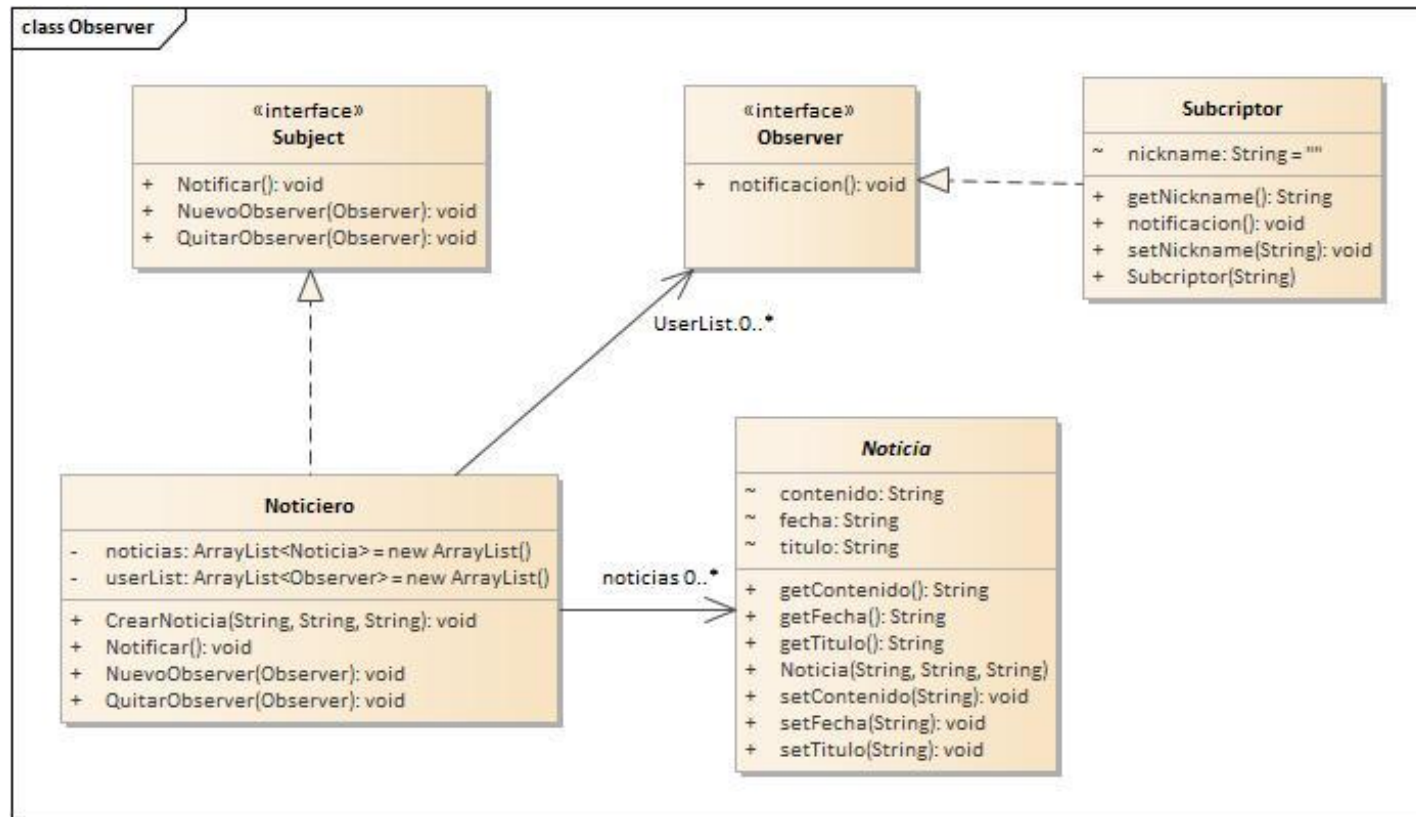 class Observer
«interface»
Subject
+ Notificar(): void
+ NuevoObserver(Observer): void
+ QuitarObserver(Observer): void
«interface»
Observer
+ notificacion(): void
Subcriptor
~ nickname: String = ""
+ getNickname(): String
+ notificacion(): void
+ setNickname(String): void
+ Subcriptor(String)
UserList.0..*
Noticiero
- noticias: ArrayList<Noticia> = new ArrayList()
- userList: ArrayList<Observer> = new ArrayList()
+ CrearNoticia(String, String, String): void
+ Notificar(): void
+ NuevoObserver(Observer): void
+ QuitarObserver(Observer): void
noticias 0..*
Noticia
~ contenido: String
~ fecha: String
~ titulo: String
+ getContenido(): String
+ getFecha(): String
+ getTitulo(): String
+ Noticia(String, String, String)
+ setContenido(String): void
+ setFecha(String): void
+ setTitulo(String): void